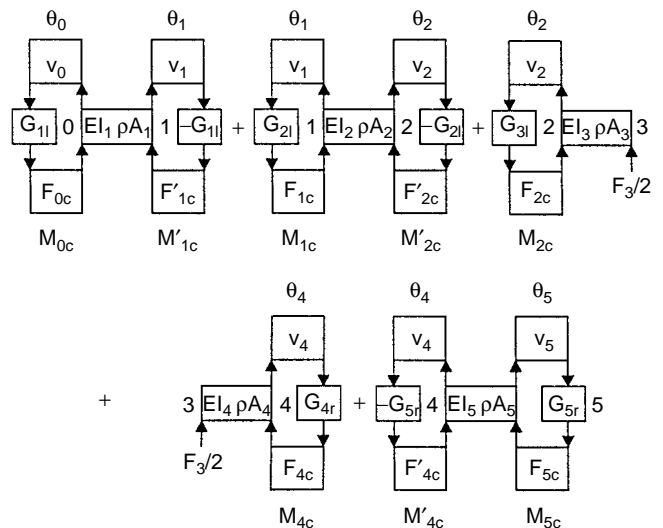 θ₀ θ₁ θ₁ θ₂ θ₂
v₀ v₁ v₁ v₂ v₂
G₁ₗ 0 EI₁ ρA₁ 1 −G₁ₗ + G₂ₗ 1 EI₂ ρA₂ 2 −G₂ₗ + G₃ₗ 2 EI₃ ρA₃ 3
F₀c F′₁c F₁c F′₂c F₂c F₃/2
M₀c M′₁c M₁c M′₂c M₂c
θ₄ θ₄ θ₅
v₄ v₄ v₅
+ 3 EI₄ ρA₄ 4 G₄ᵣ + −G₅ᵣ 4 EI₅ ρA₅ G₅ᵣ 5
F₃/2 F₄c F′₄c F₅c
M₄c M′₄c M₅c